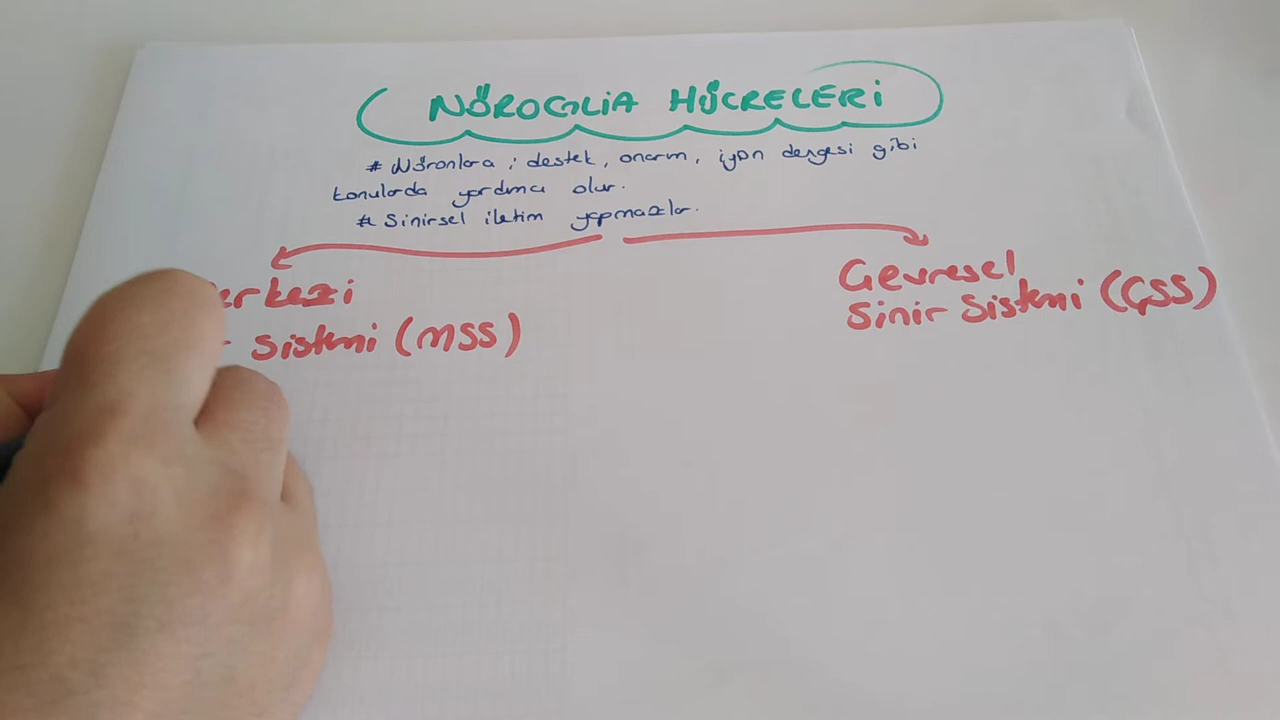 NÖROGLİA HÜCRELERİ
# Nöronlara ; destek, onarım, iyon dengesi gibi
konularda yardımcı olur.
# Sinirsel iletim yapmazlar.
Sistemi (MSS)
Çevresel
Sinir Sistemi (ÇSS)